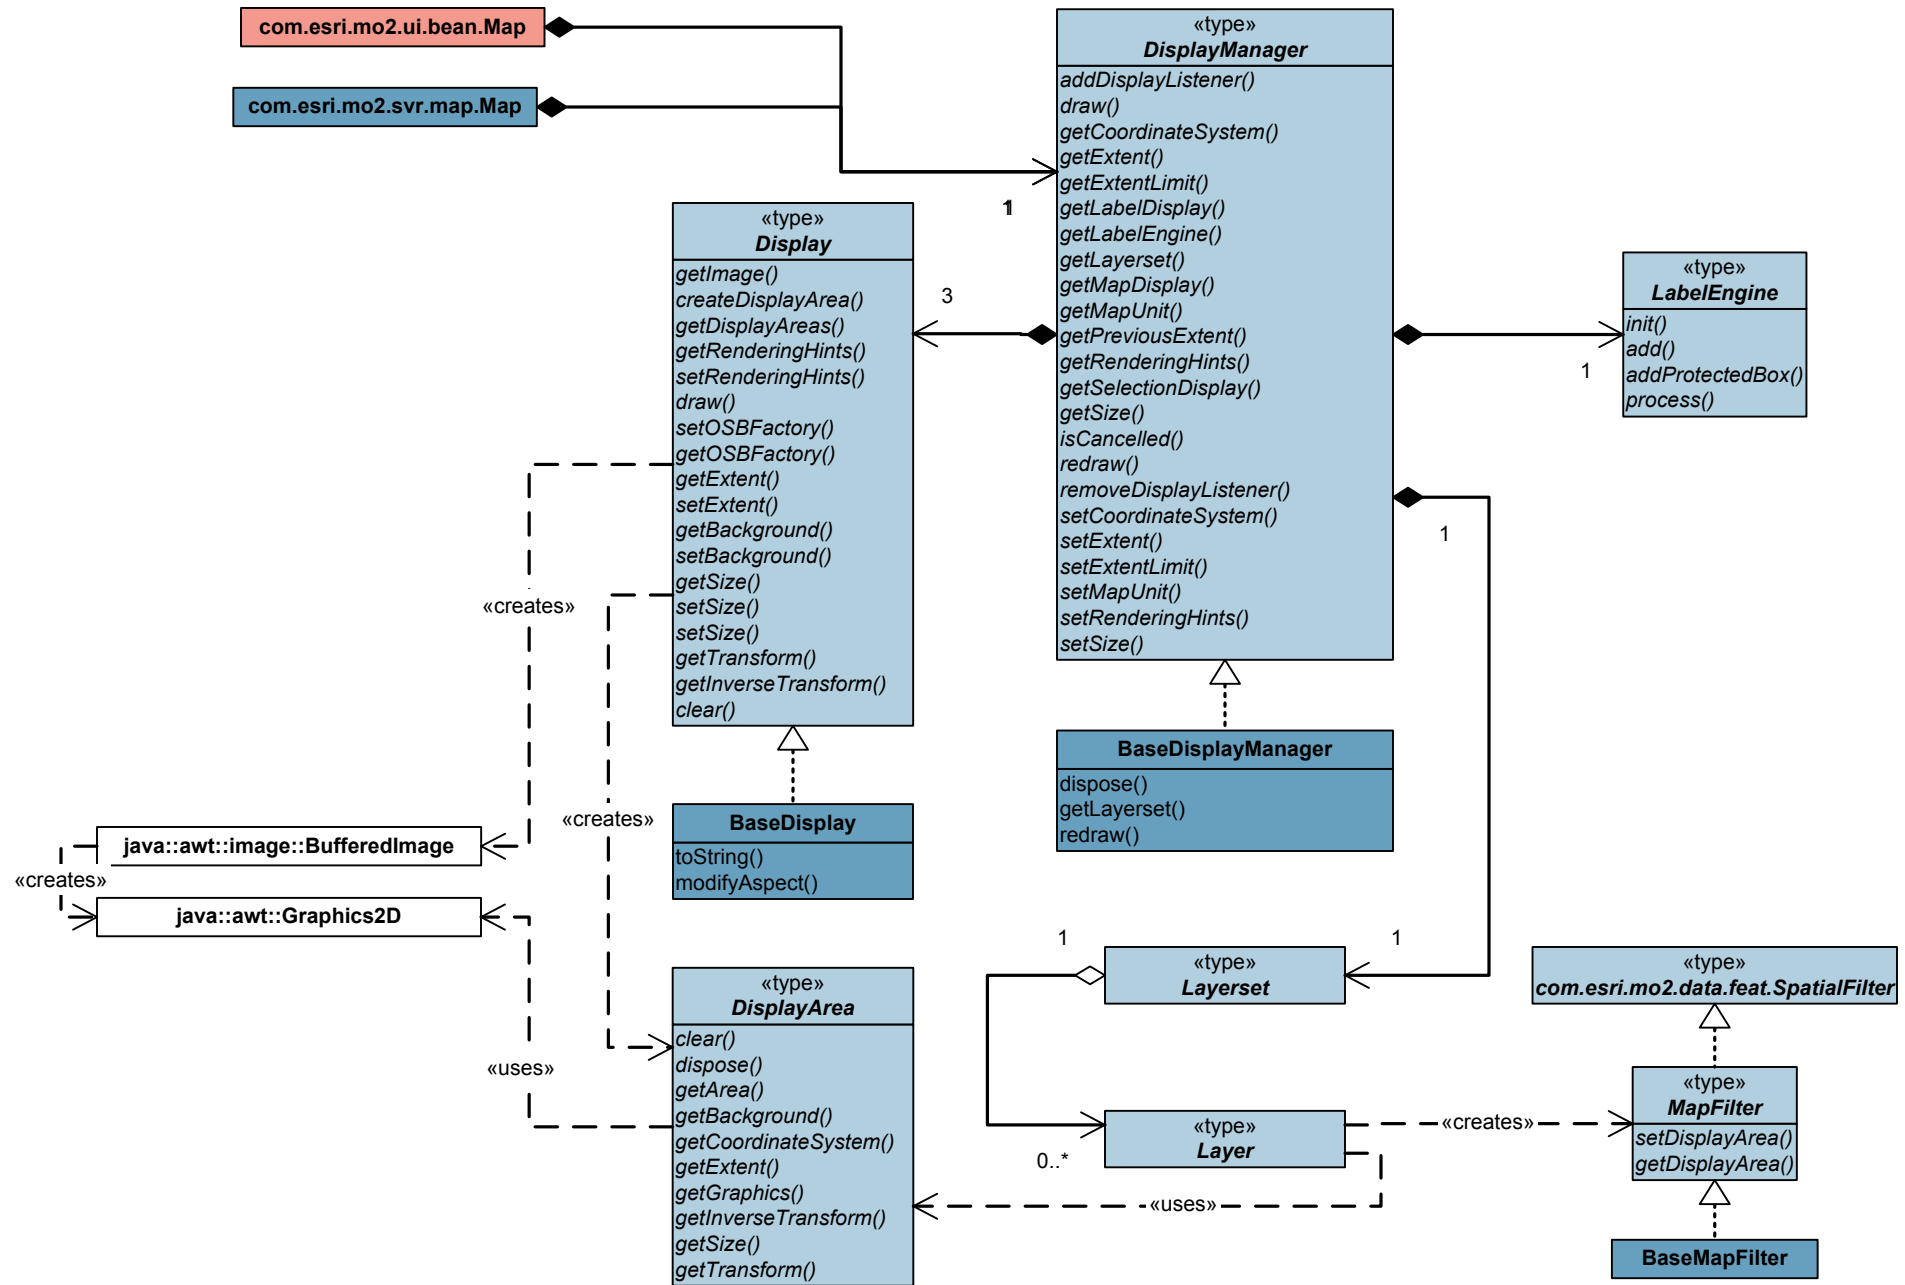 com.esri.mo2.ui.bean.Map
com.esri.mo2.svr.map.Map
«type»
DisplayManager
addDisplayListener()
draw()
getCoordinateSystem()
getExtent()
getExtentLimit()
getLabelDisplay()
getLabelEngine()
getLayerset()
getMapDisplay()
getMapUnit()
getPreviousExtent()
getRenderingHints()
getSelectionDisplay()
getSize()
isCancelled()
redraw()
removeDisplayListener()
setCoordinateSystem()
setExtent()
setExtentLimit()
setMapUnit()
setRenderingHints()
setSize()
1
1
«type»
Display
getImage()
createDisplayArea()
getDisplayAreas()
getRenderingHints()
setRenderingHints()
draw()
setOSBFactory()
getOSBFactory()
getExtent()
setExtent()
getBackground()
setBackground()
getSize()
setSize()
setSize()
getTransform()
getInverseTransform()
clear()
3
«type»
LabelEngine
init()
add()
addProtectedBox()
process()
1
1
«creates»
«creates»
BaseDisplayManager
dispose()
getLayerset()
redraw()
BaseDisplay
toString()
modifyAspect()
java::awt::image::BufferedImage
«creates»
java::awt::Graphics2D
«uses»
«type»
DisplayArea
clear()
dispose()
getArea()
getBackground()
getCoordinateSystem()
getExtent()
getGraphics()
getInverseTransform()
getSize()
getTransform()
1
1
«type»
Layerset
«type»
com.esri.mo2.data.feat.SpatialFilter
«type»
Layer
0..*
«creates»
«uses»
«type»
MapFilter
setDisplayArea()
getDisplayArea()
BaseMapFilter